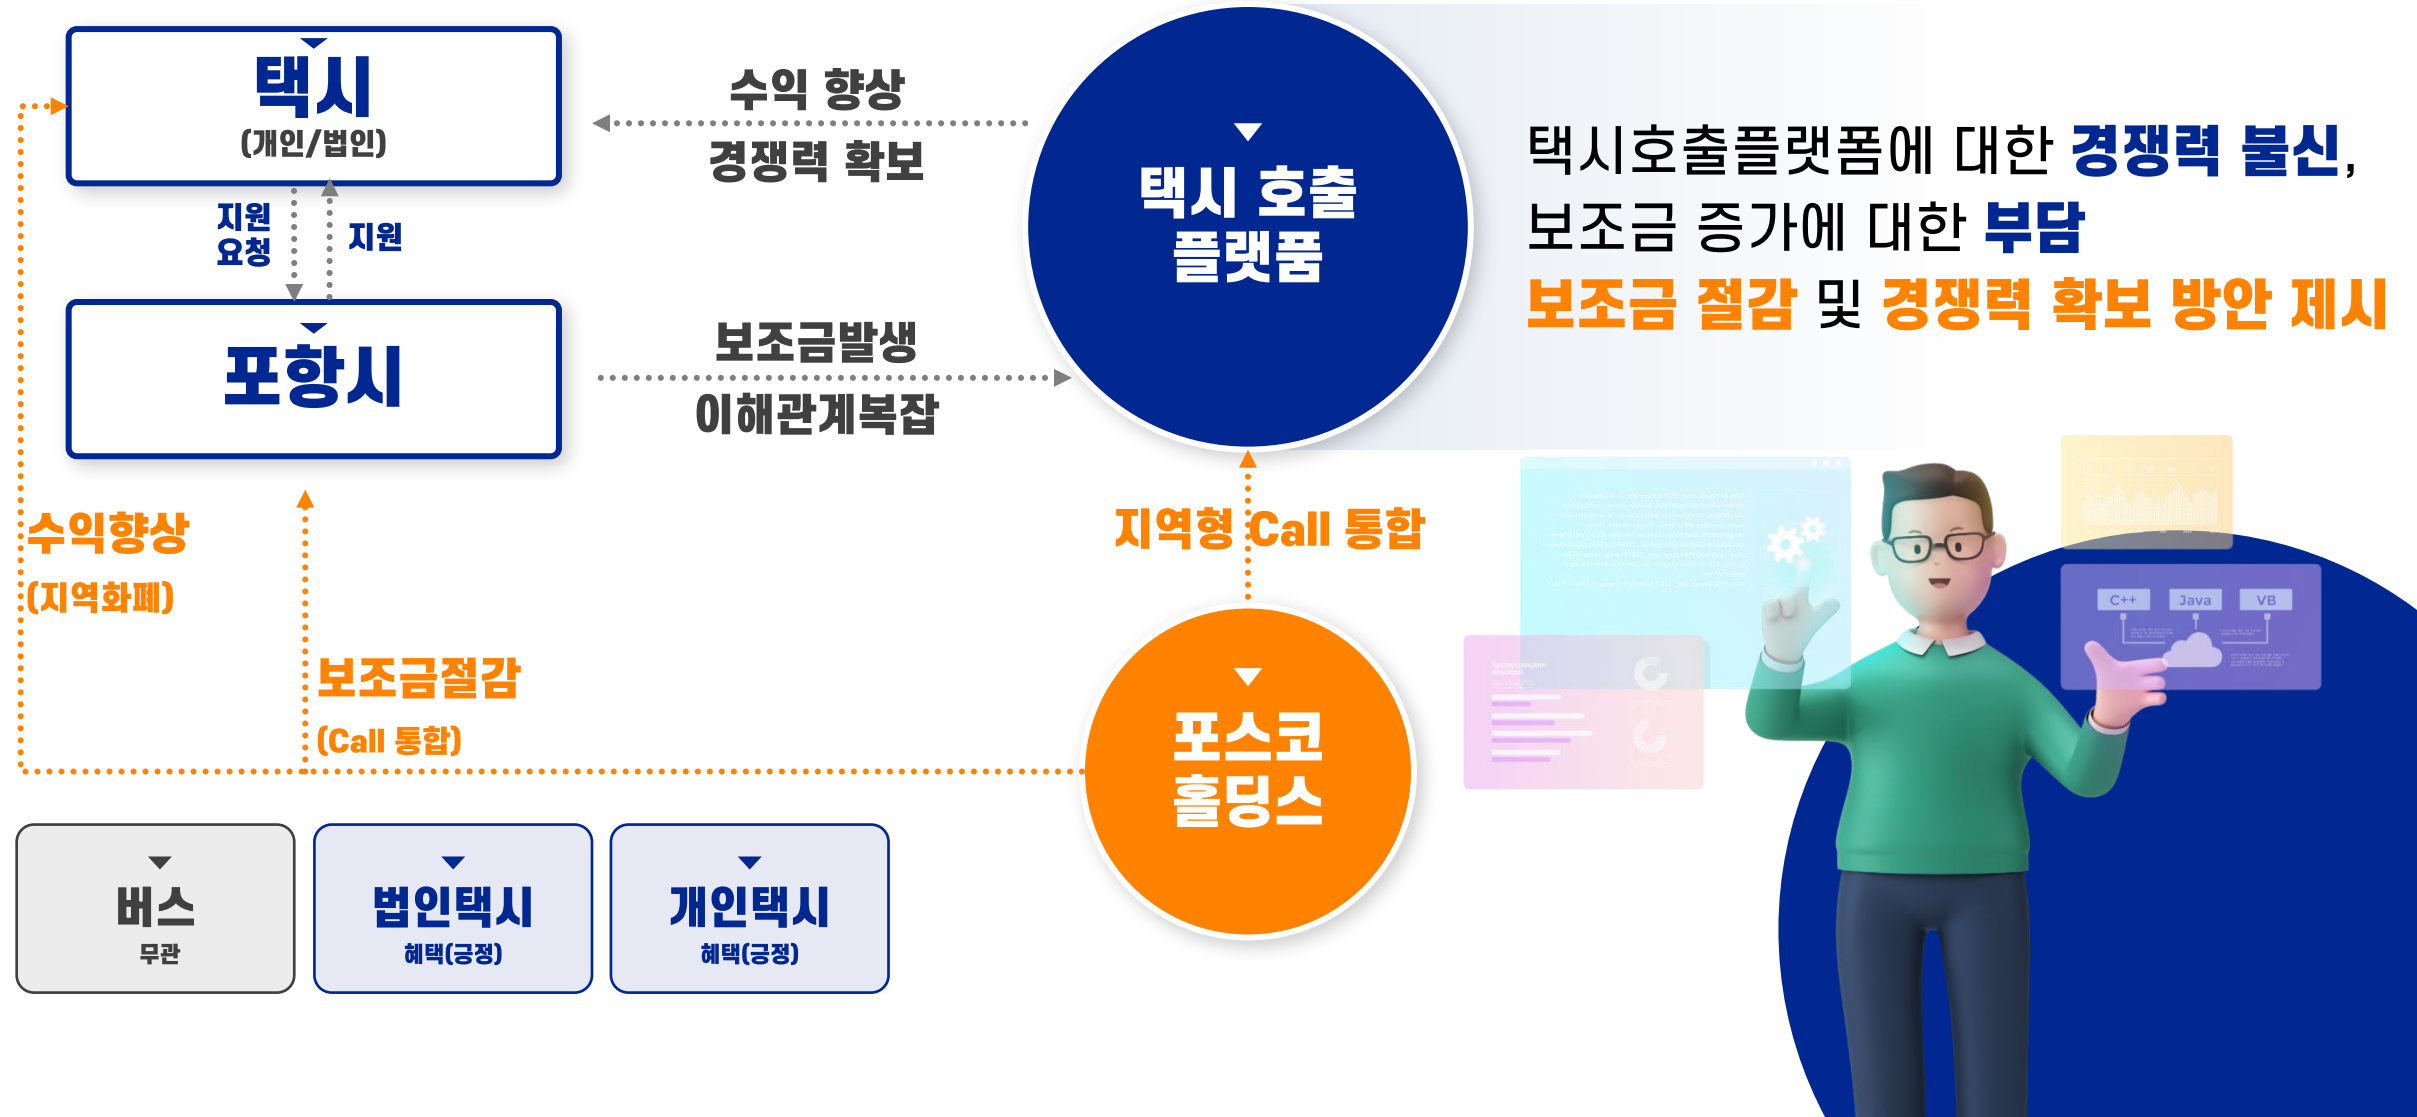 택시
(개인/법인)
수익 향상
경쟁력 확보
택시 호출
플랫품
택시호출플랫폼에 대한 경쟁력 불신,
보조금 증가에 대한 부담
보조금 절감 및 경쟁력 확보 방안 제시
지원
요청
지원
포항시
보조금발생
이해관계복잡
수익향상
(지역화폐)
지역형 Call 통합
보조금절감
(Call 통합)
포스코
홀딩스
C++
Java
VB
버스
무관
법인택시
혜택(긍정)
개인택시
혜택(긍정)